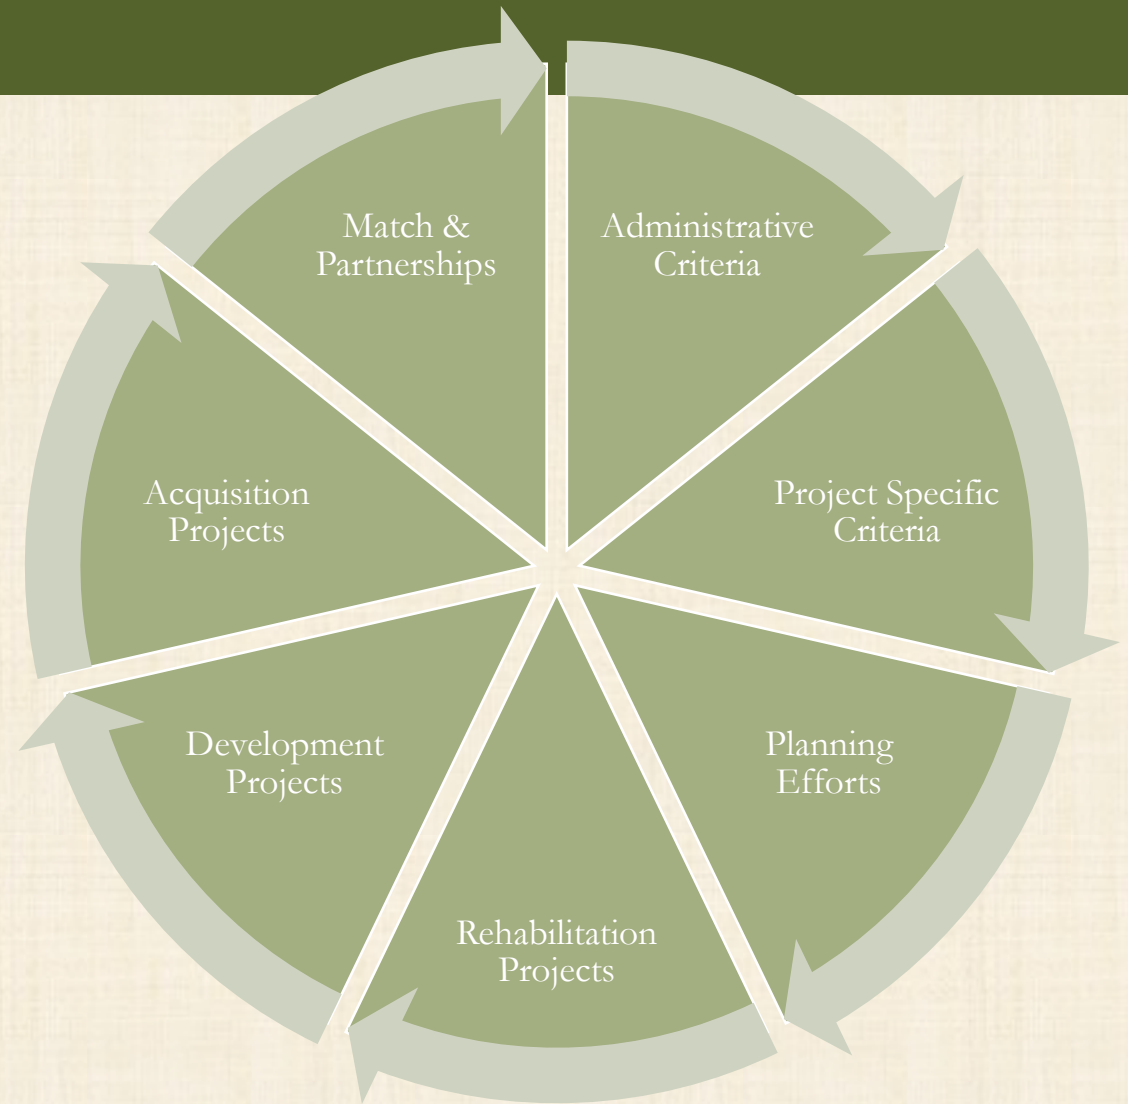 Match &
Partnerships
Administrative
Criteria
Acquisition
Projects
Project Specific
Criteria
Development
Projects
Planning
Efforts
Rehabilitation
Projects